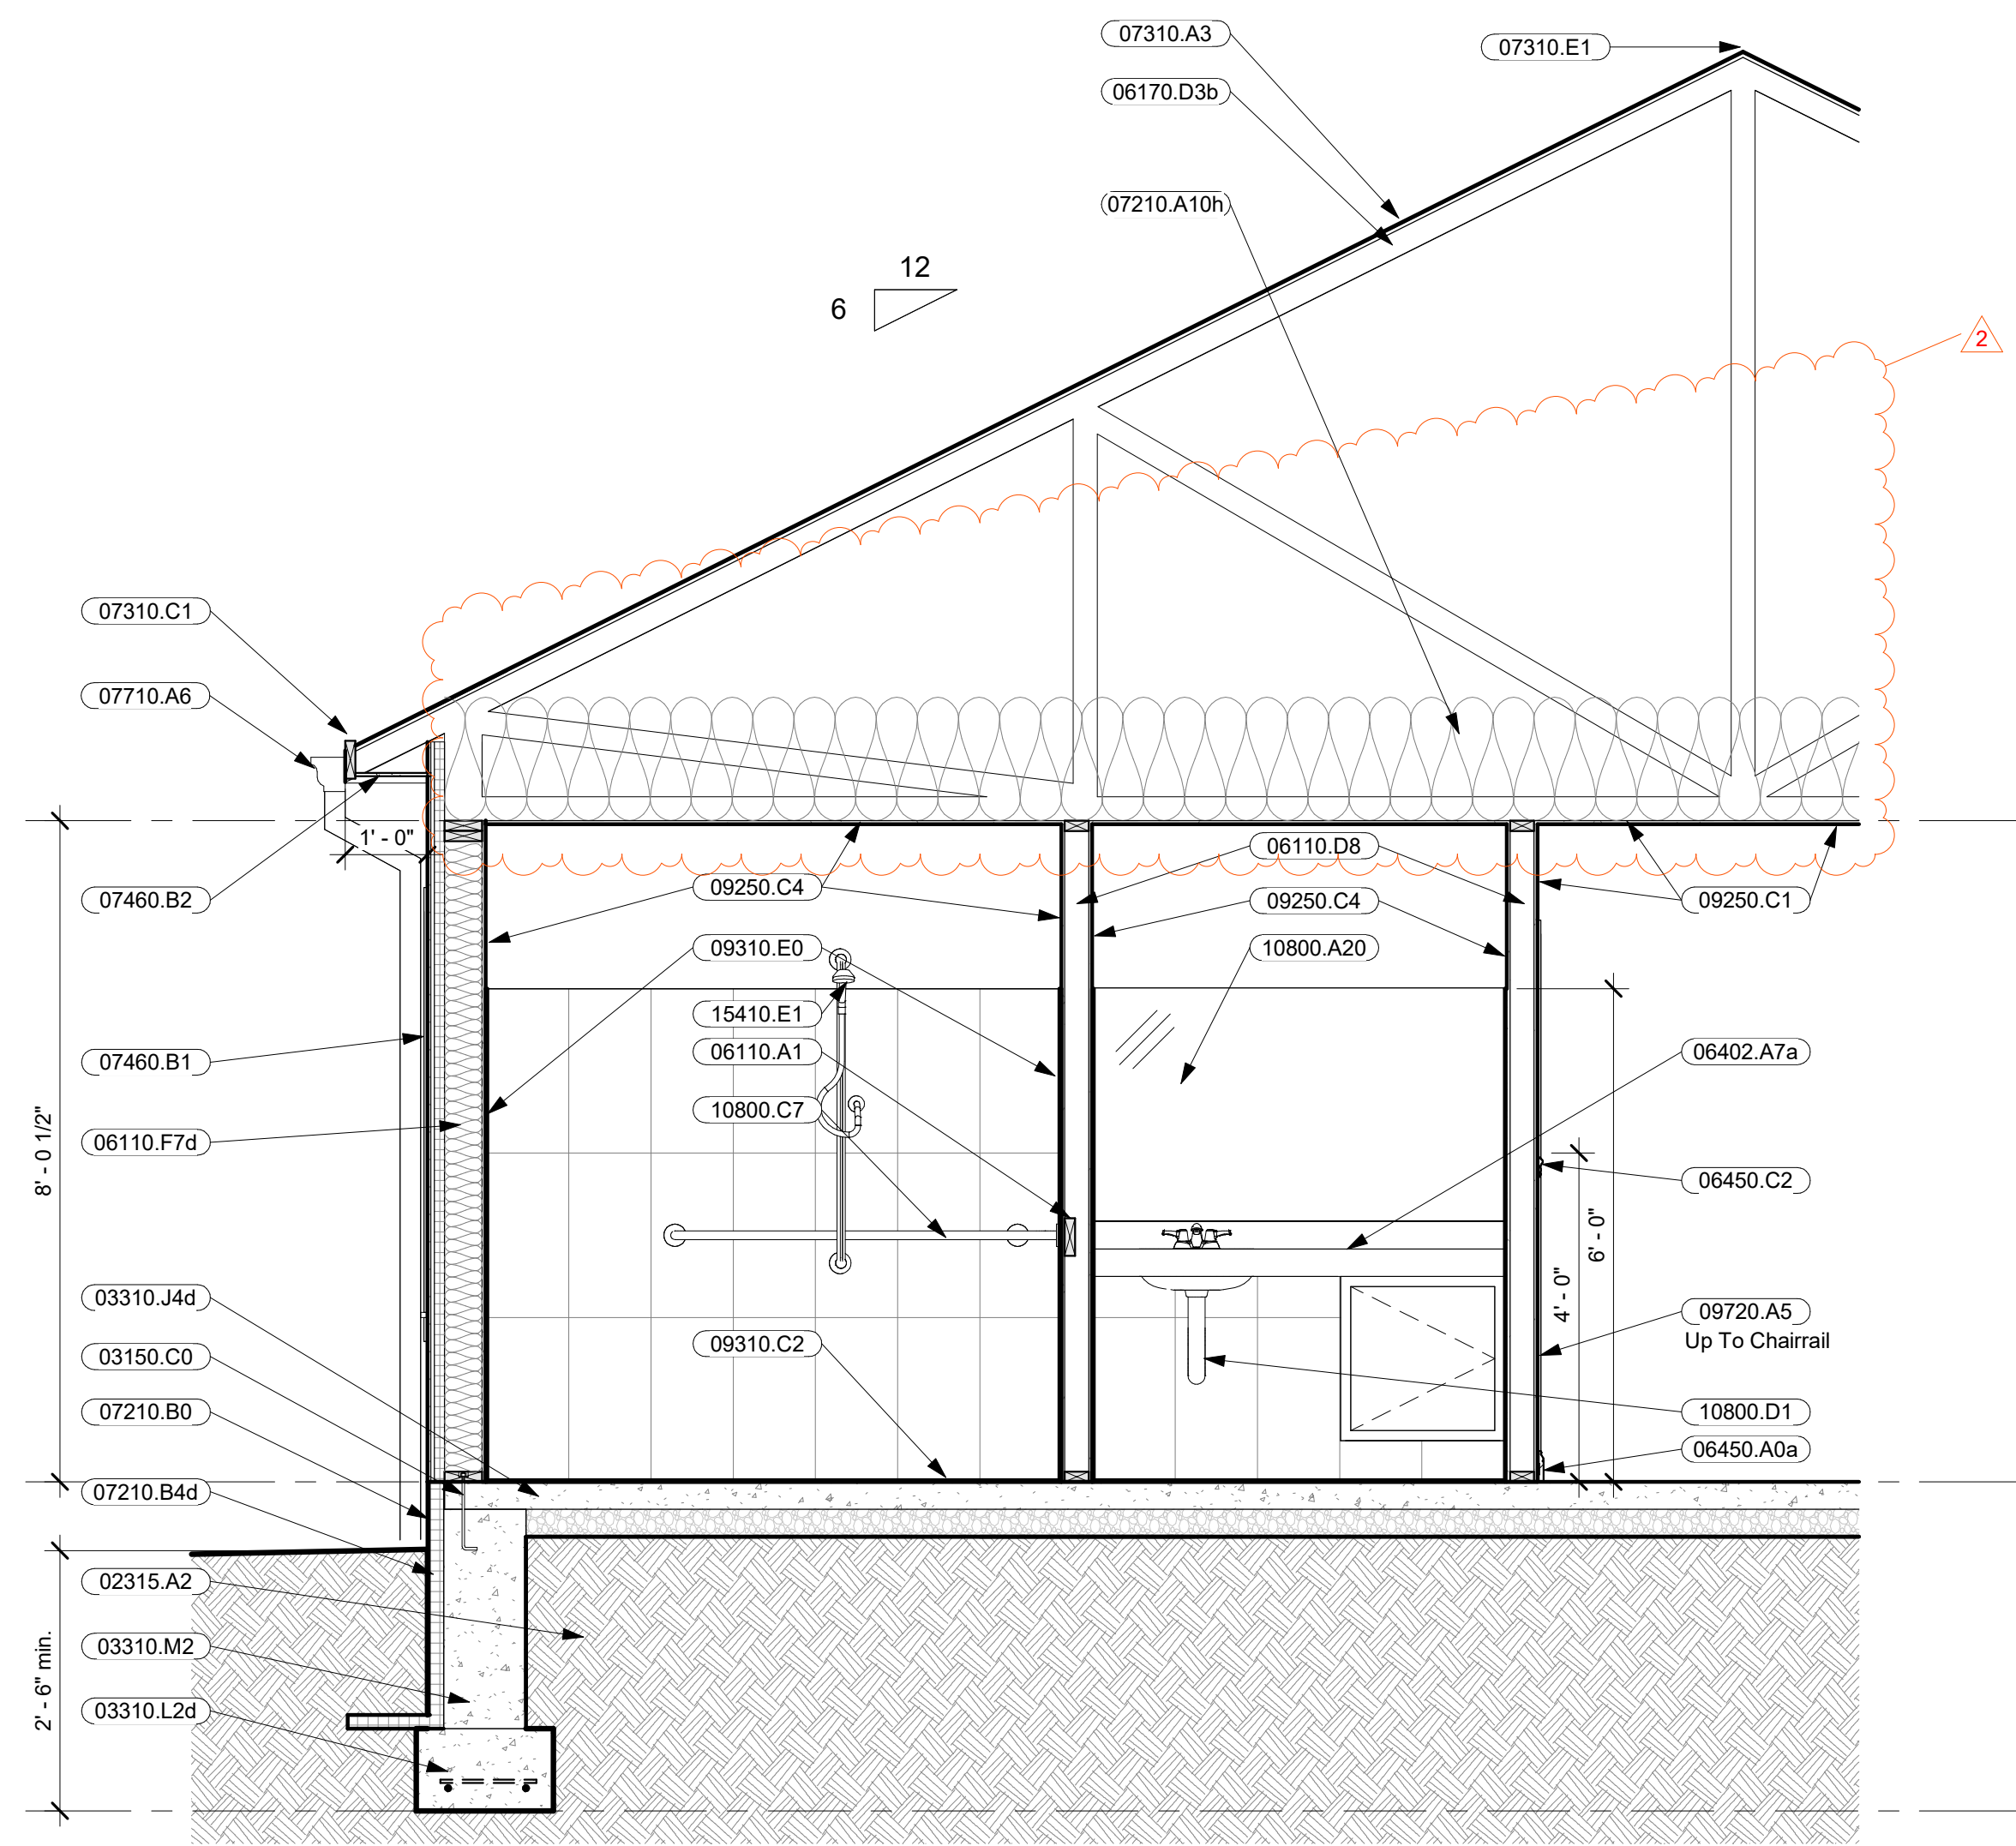 07310.A3
07310.E1
06170.D3b
07210.A10h
12
6
2
07310.C1
07710.A6
1' - 0"
06110.D8
07460.B2
09250.C4
09250.C4
09250.C1
09310.E0
10800.A20
15410.E1
06110.A1
06402.A7a
07460.B1
10800.C7
06110.F7d
8' - 0 1/2"
06450.C2
6' - 0"
4' - 0"
03310.J4d
09720.A5
Up To Chairrail
09310.C2
03150.C0
07210.B0
10800.D1
06450.A0a
07210.B4d
02315.A2
03310.M2
2' - 6" min.
03310.L2d